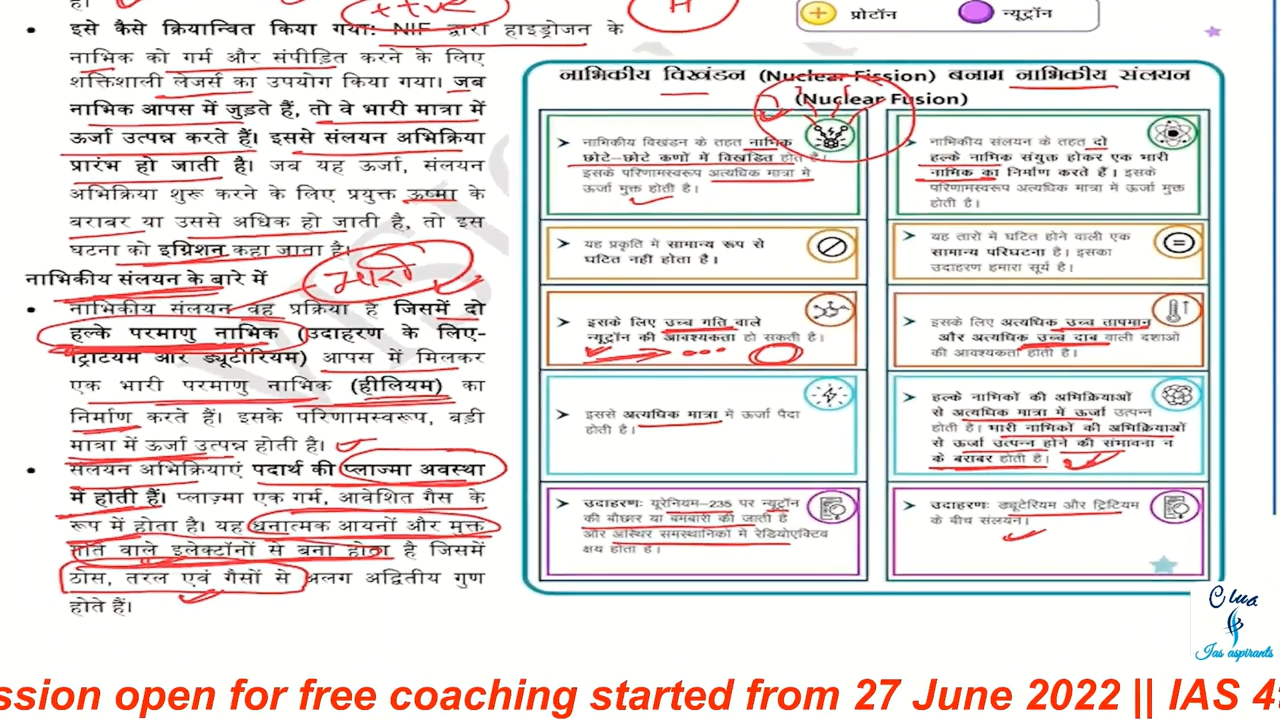 है।
++ve
H
प्रोटॉन
न्यूट्रॉन
• इसे कैसे क्रियान्वित किया गया: NIF द्वारा हाइड्रोजन के
नाभिक को गर्म और संपीड़ित करने के लिए
शक्तिशाली लेजर्स का उपयोग किया गया। जब
नाभिक आपस में जुड़ते हैं, तो वे भारी मात्रा में
ऊर्जा उत्पन्न करते हैं। इससे संलयन अभिक्रिया
प्रारंभ हो जाती है। जब यह ऊर्जा, संलयन
अभिक्रिया शुरू करने के लिए प्रयुक्त ऊष्मा के
बराबर या उससे अधिक हो जाती है, तो इस
घटना को इग्निशन कहा जाता है।
नाभिकीय संलयन के बारे में
• नाभिकीय संलयन वह प्रक्रिया है जिसमें दो
हल्के परमाणु नाभिक (उदाहरण के लिए-
ट्रिटियम और ड्यूटीरियम) आपस में मिलकर
एक भारी परमाणु नाभिक (हीलियम) का
निर्माण करते हैं। इसके परिणामस्वरूप, बड़ी
मात्रा में ऊर्जा उत्पन्न होती है।
• संलयन अभिक्रियाएं पदार्थ की प्लाज्मा अवस्था
में होती हैं। प्लाज़्मा एक गर्म, आवेशित गैस के
रूप में होता है। यह धनात्मक आयनों और मुक्त
गति वाले इलेक्ट्रॉनों से बना होता है जिसमें
ठोस, तरल एवं गैसों से अलग अद्वितीय गुण
होते हैं।
नाभिकीय विखंडन (Nuclear Fission) बनाम नाभिकीय संलयन
(Nuclear Fusion)
नाभिकीय विखंडन के तहत नाभिक
छोटे-छोटे कणों में विखंडित होते हैं।
इसके परिणामस्वरूप अत्यधिक मात्रा में
ऊर्जा मुक्त होती है।
नाभिकीय संलयन के तहत दो
हल्के नाभिक संयुक्त होकर एक भारी
नाभिक का निर्माण करते हैं। इसके
परिणामस्वरूप अत्यधिक मात्रा में ऊर्जा मुक्त
होती है।
यह प्रकृति में सामान्य रूप से
घटित नहीं होता है।
यह तारों में घटित होने वाली एक
सामान्य परिघटना है। इसका
उदाहरण हमारा सूर्य है।
इसके लिए उच्च गति वाले
न्यूट्रॉन की आवश्यकता हो सकती है।
इसके लिए अत्यधिक उच्च तापमान
और अत्यधिक उच्च दाब वाली दशाओं
की आवश्यकता होती है।
इससे अत्यधिक मात्रा में ऊर्जा पैदा
होती है।
हल्के नाभिकों की अभिक्रियाओं
से अत्यधिक मात्रा में ऊर्जा उत्पन्न
होती है। भारी नाभिकों की अभिक्रियाओं
से ऊर्जा उत्पन्न होने की संभावना न
के बराबर होती है।
उदाहरण: यूरेनियम-235 पर न्यूट्रॉन
की बौछार या बमबारी की जाती है
और अस्थिर समस्थानिकों में रेडियोएक्टिव
क्षय होता है।
उदाहरण: ड्यूटेरियम और ट्रिटियम
के बीच संलयन।
Ias aspirants
ssion open for free coaching started from 27 June 2022 || IAS 4